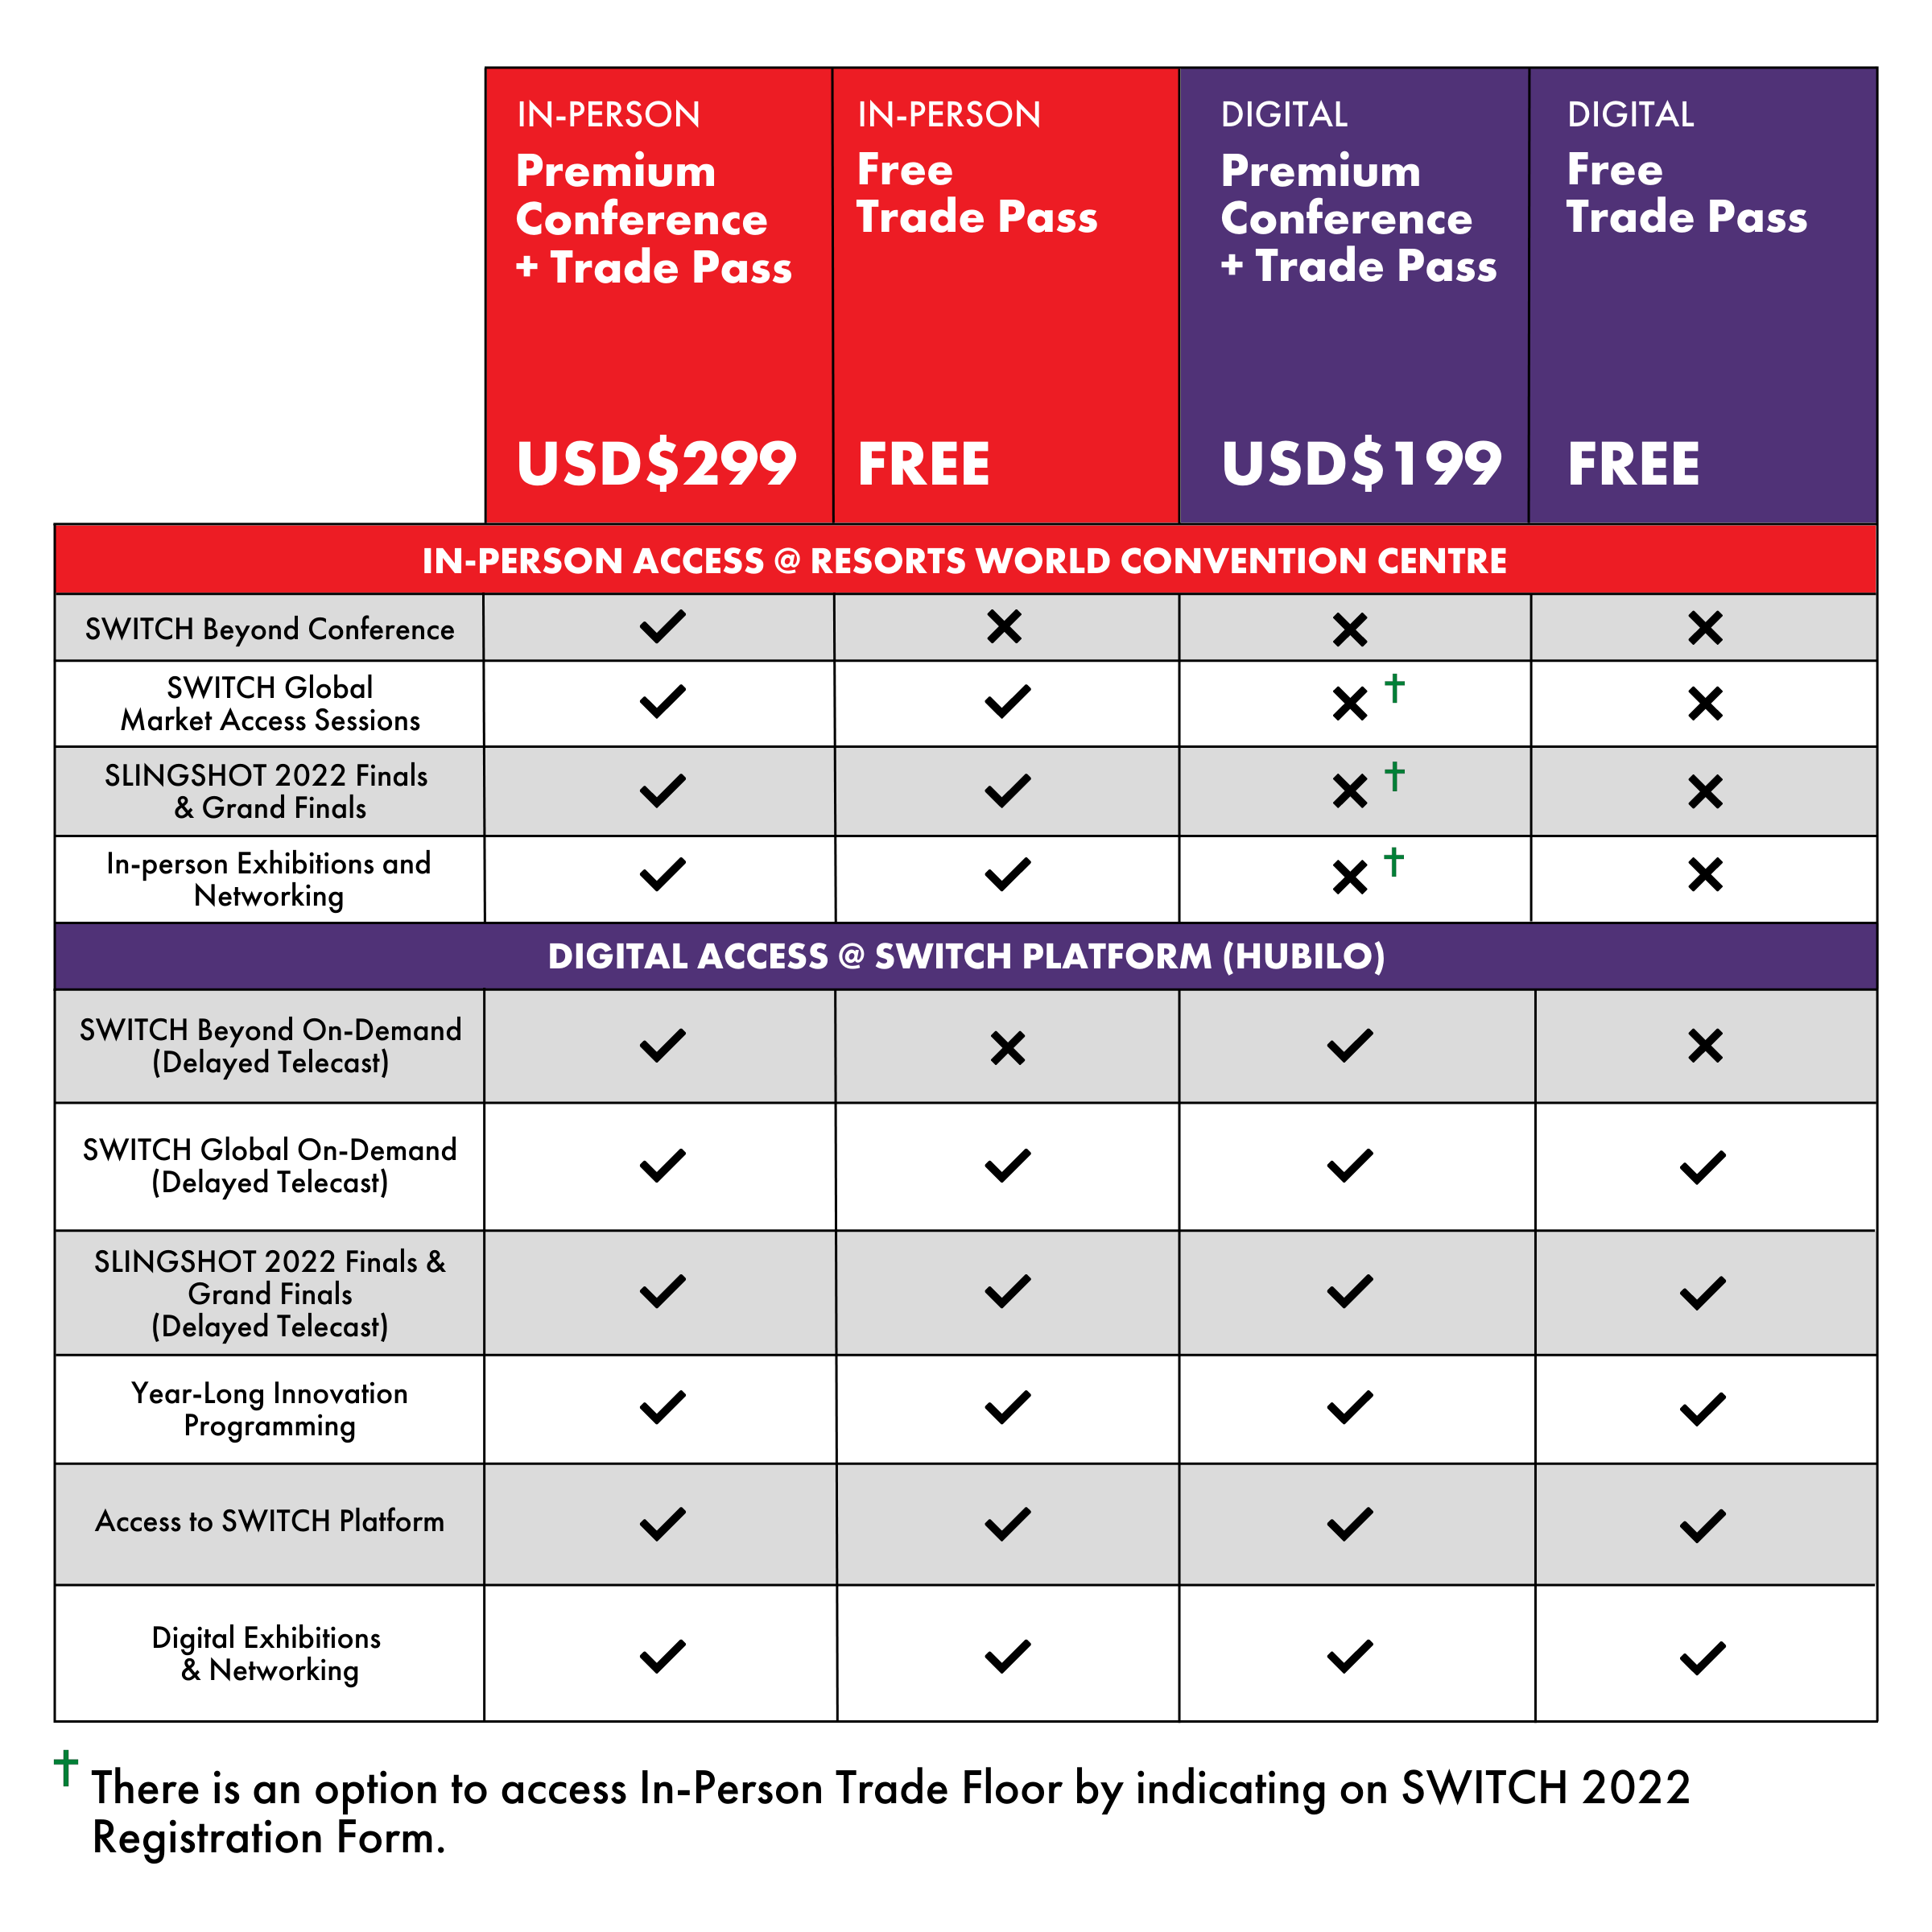 IN-PERSON
Premium
Conference
+ Trade Pass
USD$299
IN-PERSON
Free
Trade Pass
FREE
DIGITAL
Premium
Conference
+ Trade Pass
USD$199
DIGITAL
Free
Trade Pass
FREE
IN-PERSON ACCESS @ RESORTS WORLD CONVENTION CENTRE
SWITCH Beyond Conference
SWITCH Global
Market Access Sessions
†
SLINGSHOT 2022 Finals
& Grand Finals
†
In-person Exhibitions and
Networking
†
DIGITAL ACCESS @ SWITCH PLATFORM (HUBILO)
SWITCH Beyond On-Demand
(Delayed Telecast)
SWITCH Global On-Demand
(Delayed Telecast)
SLINGSHOT 2022 Finals &
Grand Finals
(Delayed Telecast)
Year-Long Innovation
Programming
Access to SWITCH Platform
Digital Exhibitions
& Networking
† There is an option to access In-Person Trade Floor by indicating on SWITCH 2022
Registration Form.